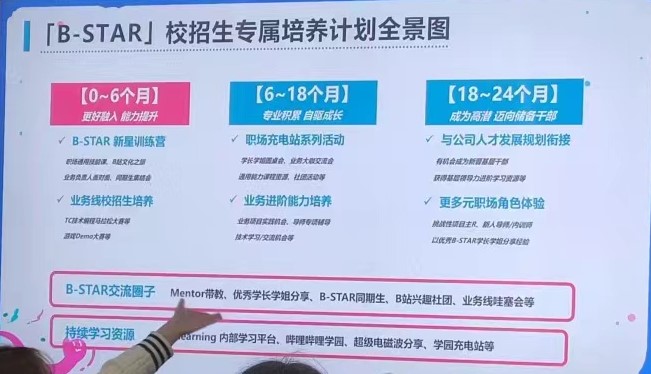 「B-STAR」校招生专属培养计划全景图
【0~6个月】
更好融入 能力提升
✓ B-STAR 新星训练营
职场通用技能课、B站文化之旅
业务负责人面对面、同期生集结会
✓ 业务线校招生培养
TC技术编程马拉松大赛等
游戏Demo大赛等
【6~18个月】
专业积累 自驱成长
✓ 职场充电站系列活动
学长学姐圆桌会、业务大咖交流会
通用能力课程资源、社团活动等
✓ 业务进阶能力培养
业务项目实践机会、导师专项辅导
技术学习/交流机会等
【18~24个月】
成为高潜 迈向储备干部
✓ 与公司人才发展规划衔接
有机会成为新晋基层干部
获得基层领导力进阶学习资源等
✓ 更多元职场角色体验
挑战性项目主R、新人导师/内训师
以优秀B-STAR学长学姐分享经验
B-STAR交流圈子 Mentor带教、优秀学长学姐分享、B-STAR同期生、B站兴趣社团、业务线哇塞会等
持续学习资源 learning 内部学习平台、哔哩哔哩学园、超级电磁波分享、学园充电站等